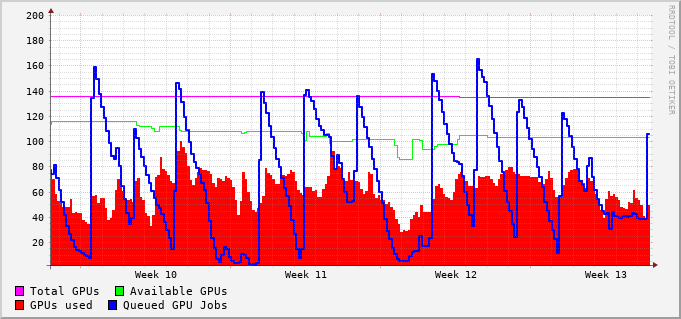 200
180
160
140
120
100
80
60
40
20
Week 10 Week 11 Week 12 Week 13
Total GPUs Available GPUs
GPUs used Queued GPU Jobs
RRDTOOL / TOBI OETIKER